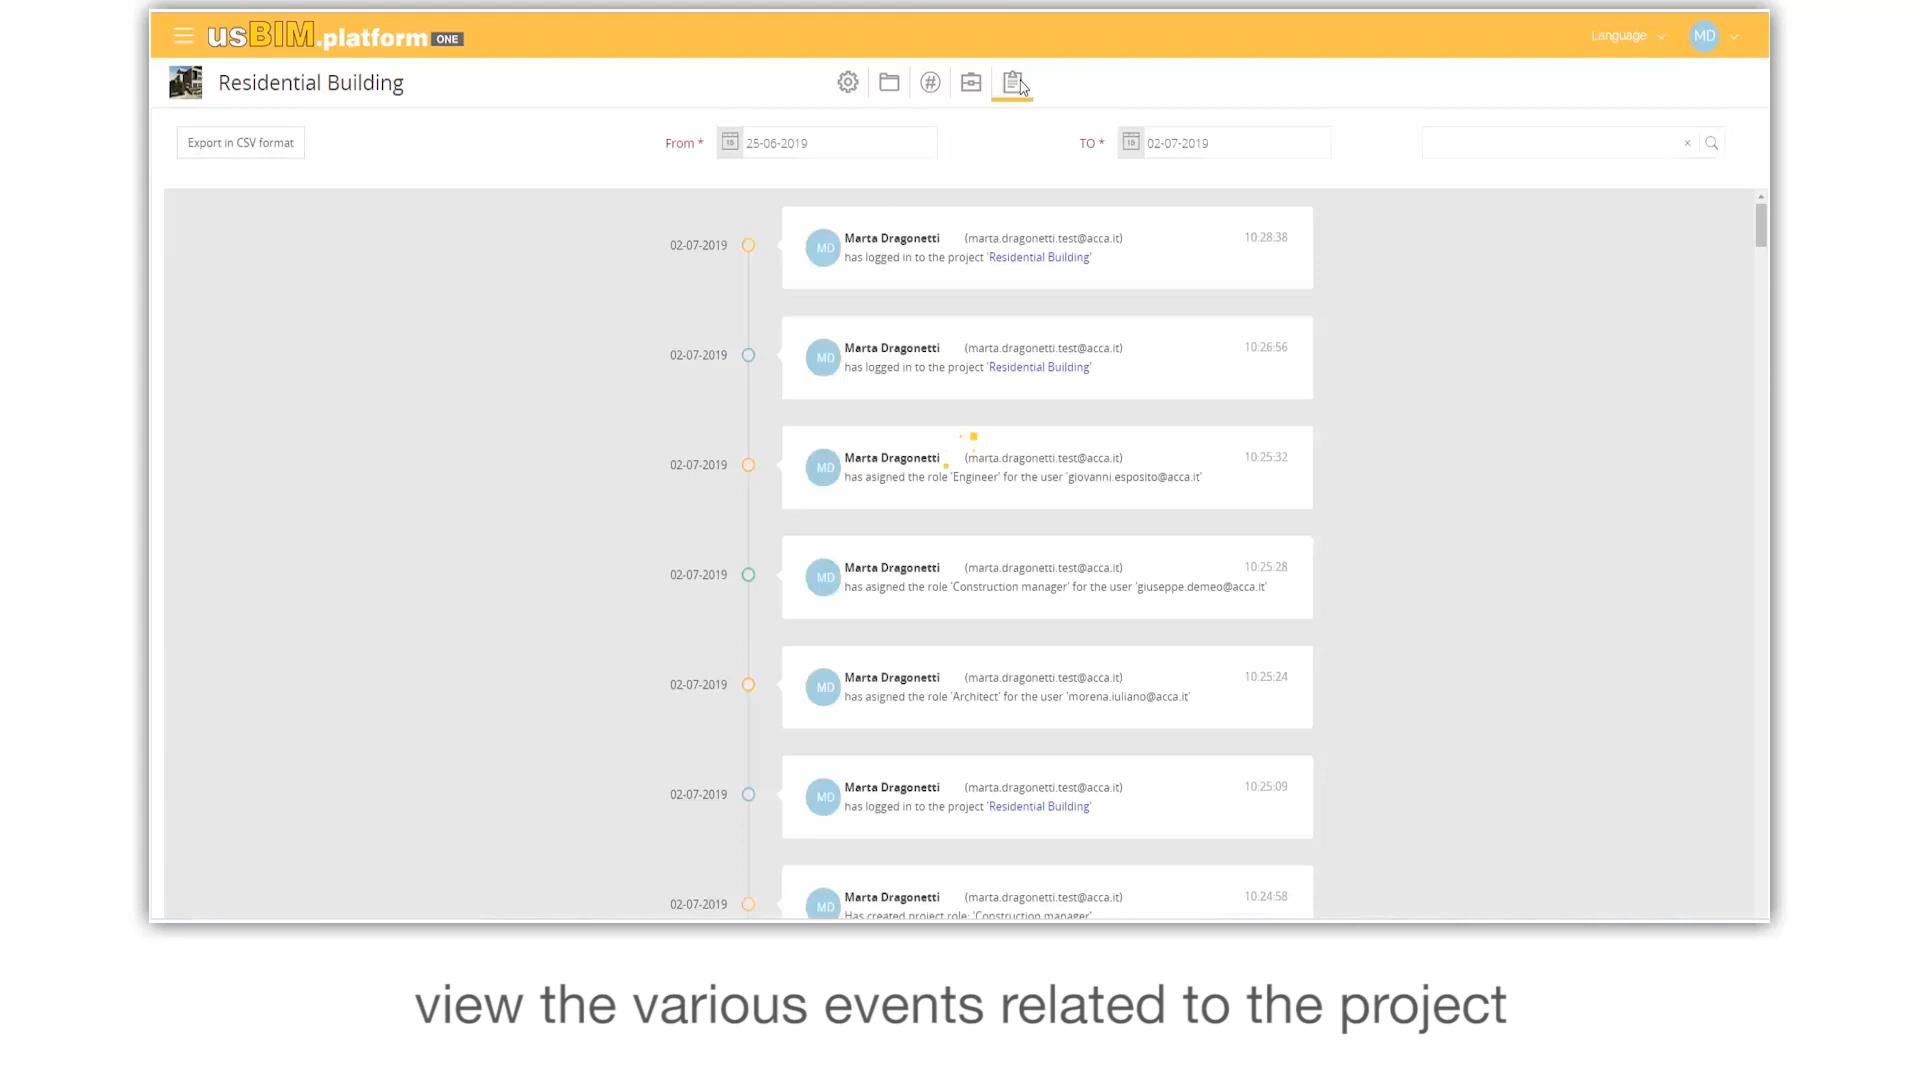 usBIM.platform ONE
Language
MD
Residential Building
Export in CSV format
From *
15
25-06-2019
TO *
15
02-07-2019
×
02-07-2019
MD
Marta Dragonetti (marta.dragonetti.test@acca.it) 10:28:38
has logged in to the project 'Residential Building'
02-07-2019
MD
Marta Dragonetti (marta.dragonetti.test@acca.it) 10:26:56
has logged in to the project 'Residential Building'
02-07-2019
MD
Marta Dragonetti (marta.dragonetti.test@acca.it) 10:25:32
has asigned the role 'Engineer' for the user 'giovanni.esposito@acca.it'
02-07-2019
MD
Marta Dragonetti (marta.dragonetti.test@acca.it) 10:25:28
has asigned the role 'Construction manager' for the user 'giuseppe.demeo@acca.it'
02-07-2019
MD
Marta Dragonetti (marta.dragonetti.test@acca.it) 10:25:24
has asigned the role 'Architect' for the user 'morena.iuliano@acca.it'
02-07-2019
MD
Marta Dragonetti (marta.dragonetti.test@acca.it) 10:25:09
has logged in to the project 'Residential Building'
02-07-2019
MD
Marta Dragonetti (marta.dragonetti.test@acca.it) 10:24:58
Has created project role: 'Construction manager'
view the various events related to the project